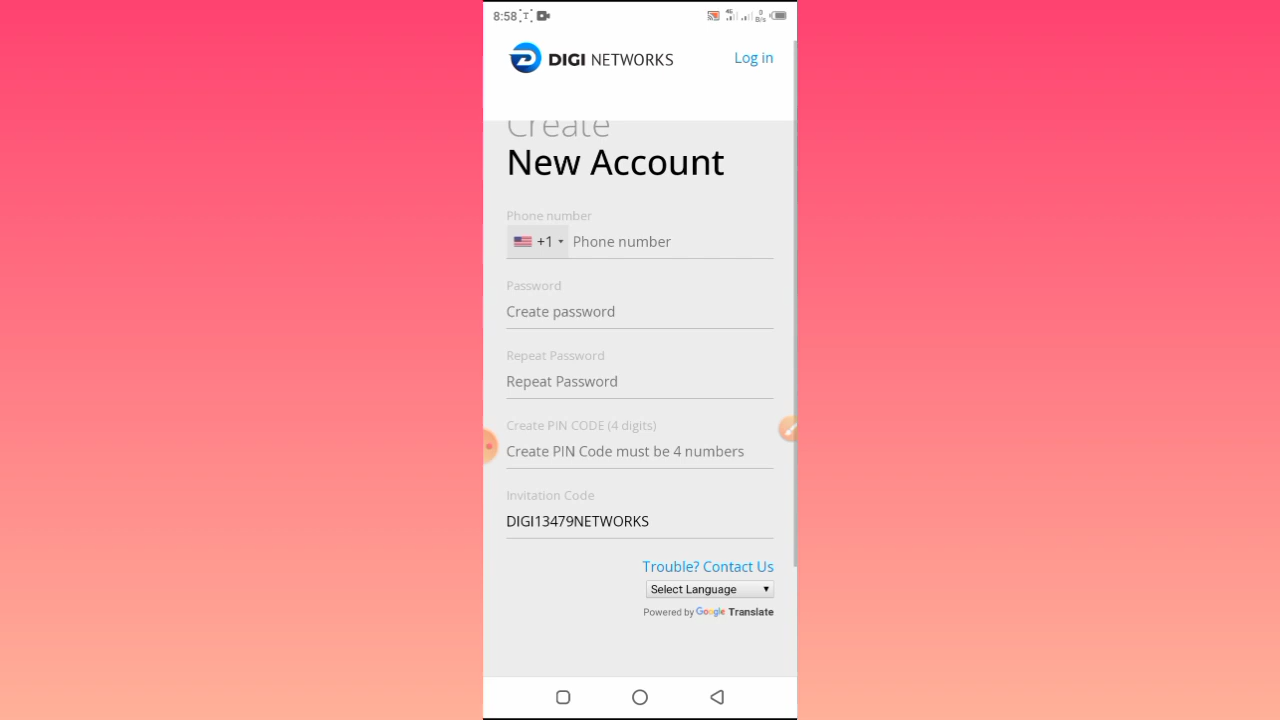 8:58 T 4G 0 B/s
DIGI NETWORKS Log in
Create
New Account
Phone number
+1 Phone number
Password
Create password
Repeat Password
Repeat Password
Create PIN CODE (4 digits)
Create PIN Code must be 4 numbers
Invitation Code
DIGI13479NETWORKS
Trouble? Contact Us
Select Language
Powered by Google Translate